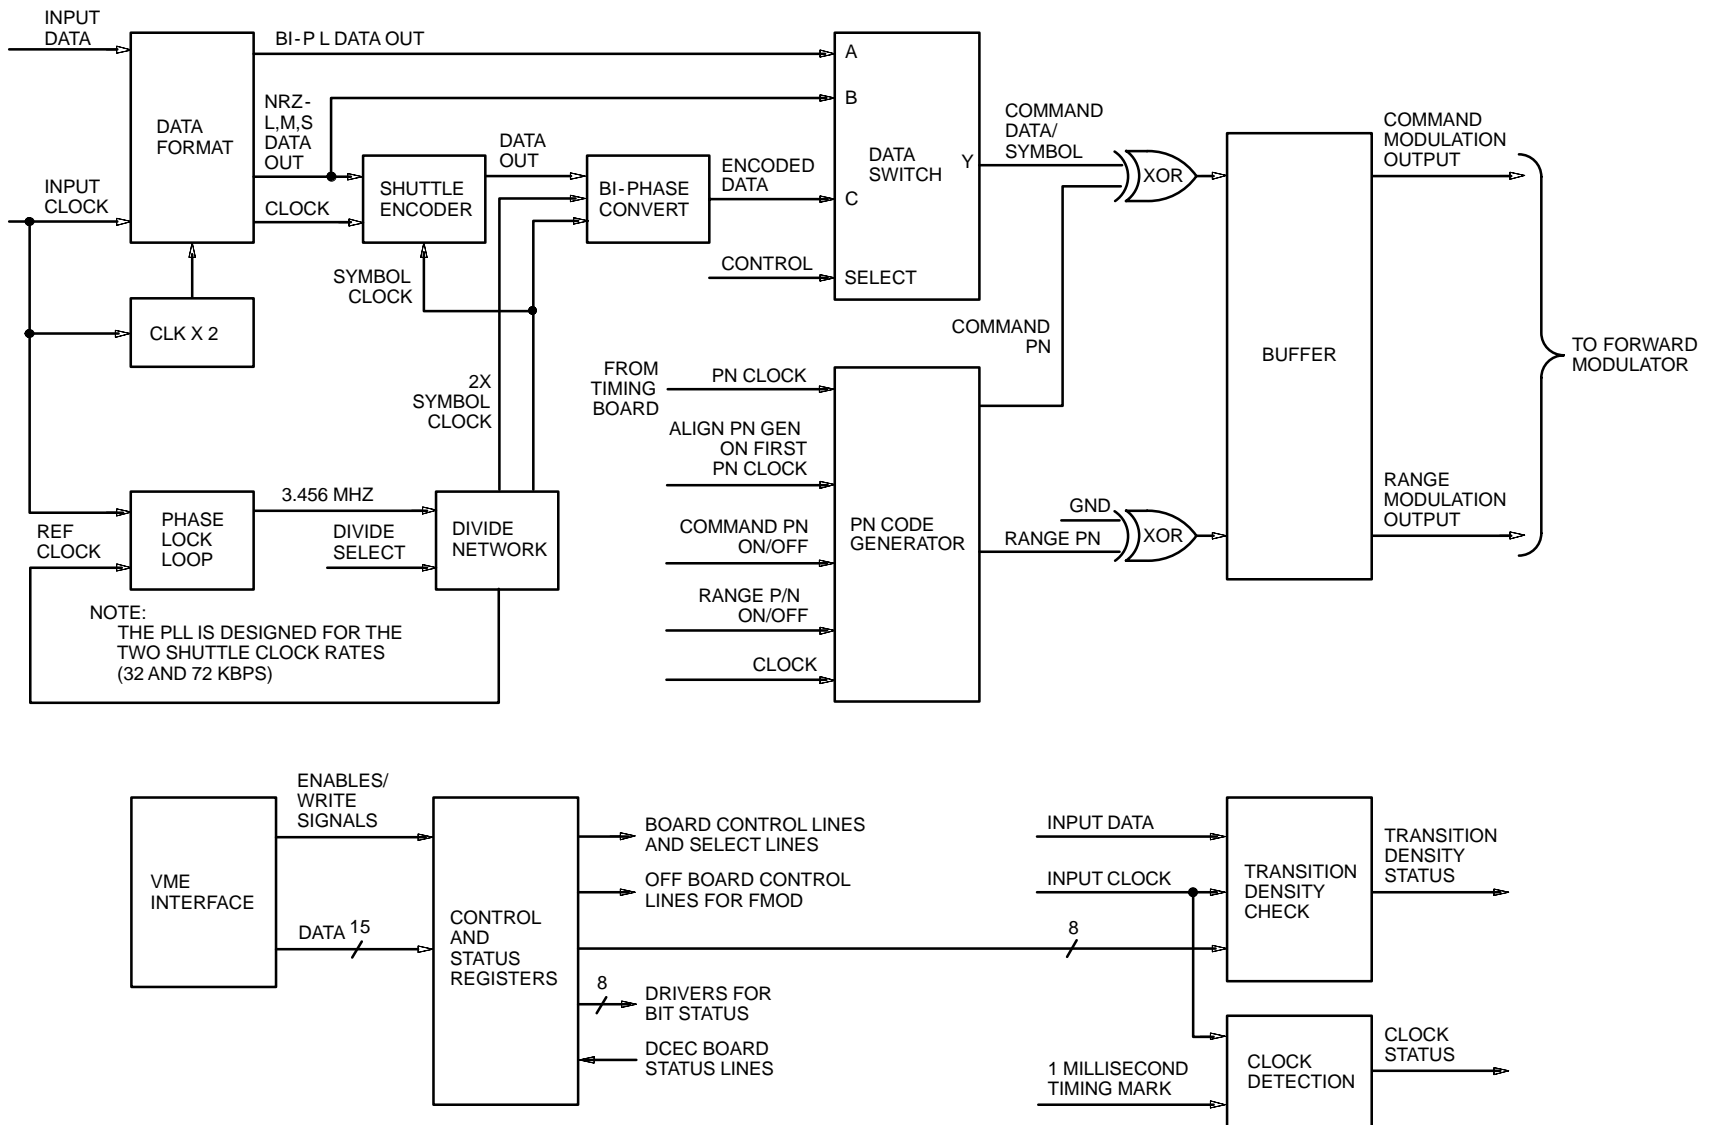 INPUT
DATA
BI-P L DATA OUT
A
NRZ-
L,M,S
DATA
OUT
B
DATA
FORMAT
DATA
OUT
COMMAND
DATA/
SYMBOL
COMMAND
MODULATION
OUTPUT
DATA
SWITCH
Y
ENCODED
DATA
XOR
INPUT
CLOCK
CLOCK
SHUTTLE
ENCODER
BI-PHASE
CONVERT
C
CONTROL
SELECT
SYMBOL
CLOCK
CLK X 2
COMMAND
PN
BUFFER
TO FORWARD
MODULATOR
2X
SYMBOL
CLOCK
FROM
TIMING
BOARD
PN CLOCK
ALIGN PN GEN
ON FIRST
PN CLOCK
3.456 MHZ
RANGE
MODULATION
OUTPUT
REF
CLOCK
PHASE
LOCK
LOOP
DIVIDE
SELECT
DIVIDE
NETWORK
COMMAND PN
ON/OFF
PN CODE
GENERATOR
GND
RANGE PN
XOR
RANGE P/N
ON/OFF
CLOCK
NOTE:
THE PLL IS DESIGNED FOR THE
TWO SHUTTLE CLOCK RATES
(32 AND 72 KBPS)
ENABLES/
WRITE
SIGNALS
VME
INTERFACE
DATA 15
CONTROL
AND
STATUS
REGISTERS
BOARD CONTROL LINES
AND SELECT LINES
OFF BOARD CONTROL
LINES FOR FMOD
8
8
DRIVERS FOR
BIT STATUS
DCEC BOARD
STATUS LINES
INPUT DATA
INPUT CLOCK
TRANSITION
DENSITY
CHECK
TRANSITION
DENSITY
STATUS
1 MILLISECOND
TIMING MARK
CLOCK
DETECTION
CLOCK
STATUS